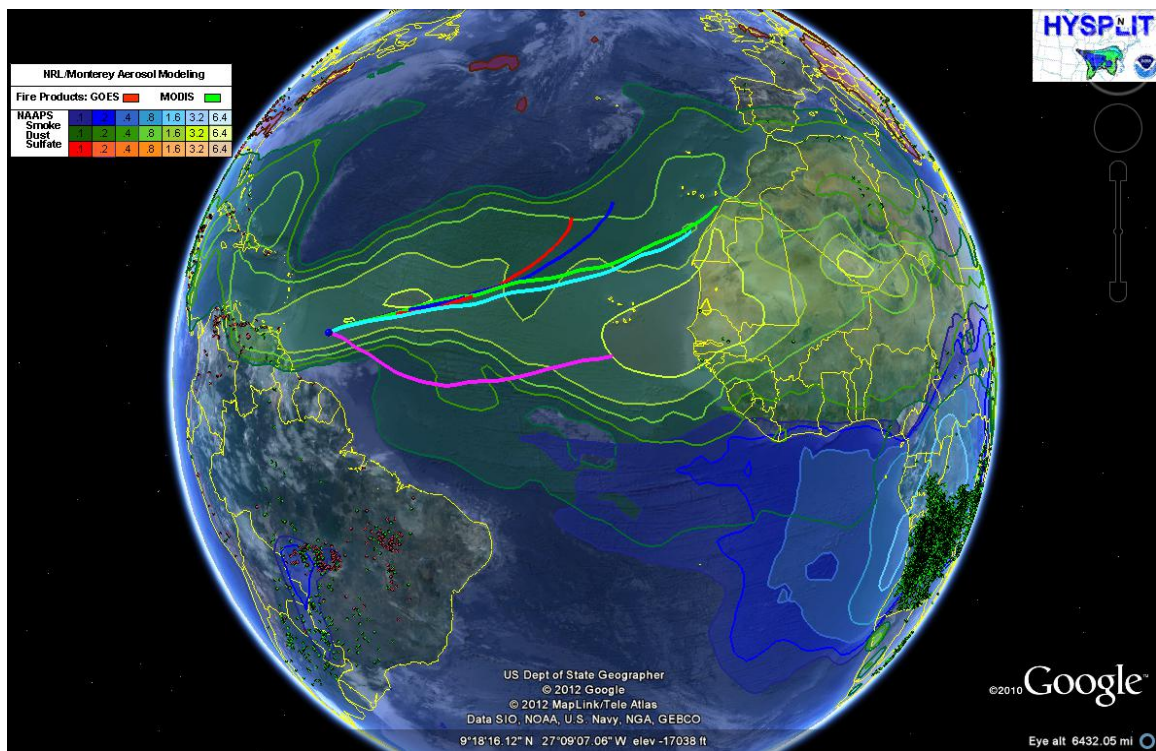 NRL/Monterey Aerosol Modeling
Fire Products: GOES MODIS
NAAPS
Smoke .1 .2 .4 .8 1.6 3.2 6.4
Dust .1 .2 .4 .8 1.6 3.2 6.4
Sulfate .1 .2 .4 .8 1.6 3.2 6.4
HYSPLIT
N
NOAA
US Dept of State Geographer
© 2012 Google
© 2012 MapLink/Tele Atlas
Data SIO, NOAA, U.S. Navy, NGA, GEBCO
©2010 Google™
9°18'16.12" N 27°09'07.06" W elev -17038 ft
Eye alt 6432.05 mi